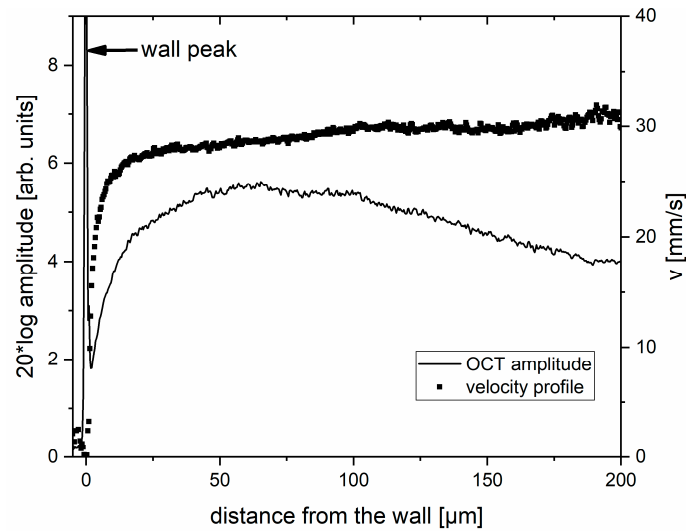 wall peak
8
6
4
2
0
20*log amplitude [arb. units]
40
30
20
10
0
v [mm/s]
OCT amplitude
velocity profile
0 50 100 150 200
distance from the wall [µm]